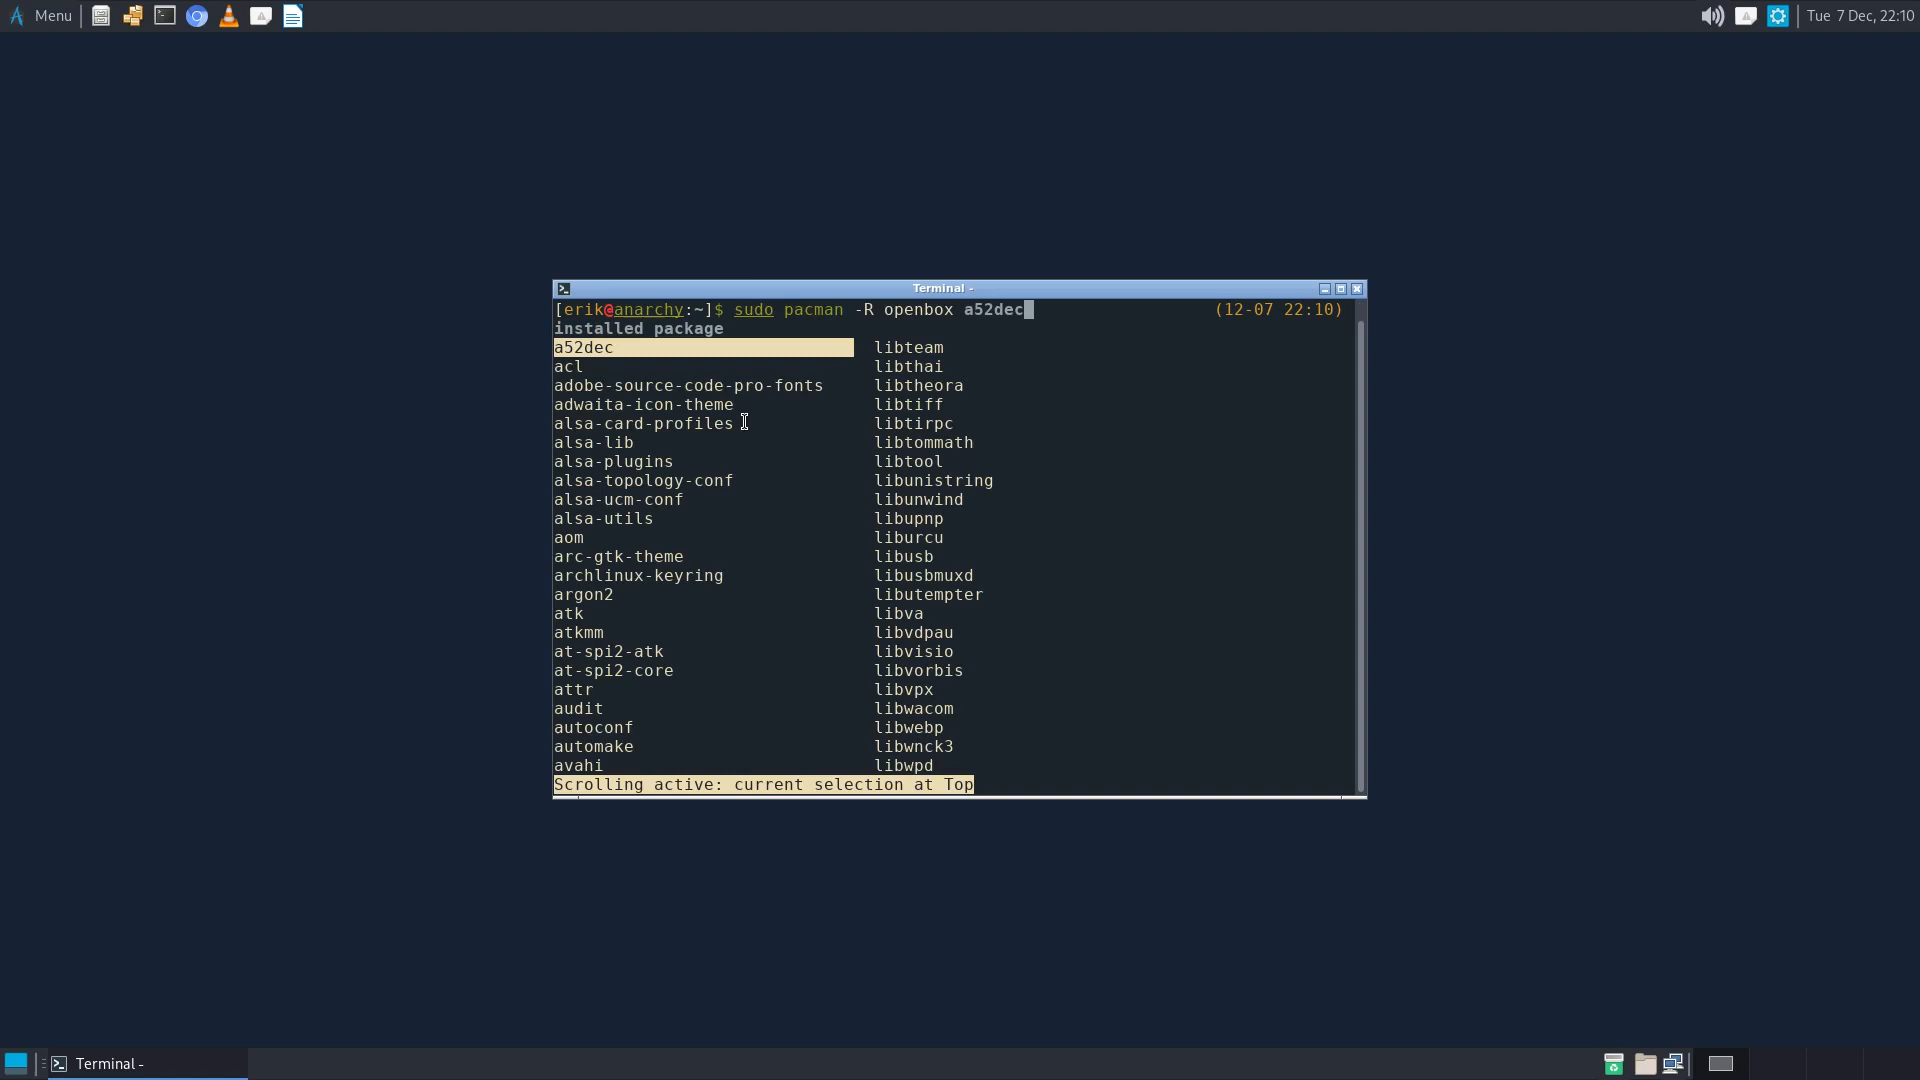 Menu
Tue 7 Dec, 22:10
Terminal -
[erik@anarchy:~]$ sudo pacman -R openbox a52dec (12-07 22:10)
installed package
a52dec libteam
acl libthai
adobe-source-code-pro-fonts libtheora
adwaita-icon-theme libtiff
alsa-card-profiles libtirpc
alsa-lib libtommath
alsa-plugins libtool
alsa-topology-conf libunistring
alsa-ucm-conf libunwind
alsa-utils libupnp
aom liburcu
arc-gtk-theme libusb
archlinux-keyring libusbmuxd
argon2 libutempter
atk libva
atkmm libvdpau
at-spi2-atk libvisio
at-spi2-core libvorbis
attr libvpx
audit libwacom
autoconf libwebp
automake libwnck3
avahi libwpd
Scrolling active: current selection at Top
Terminal -